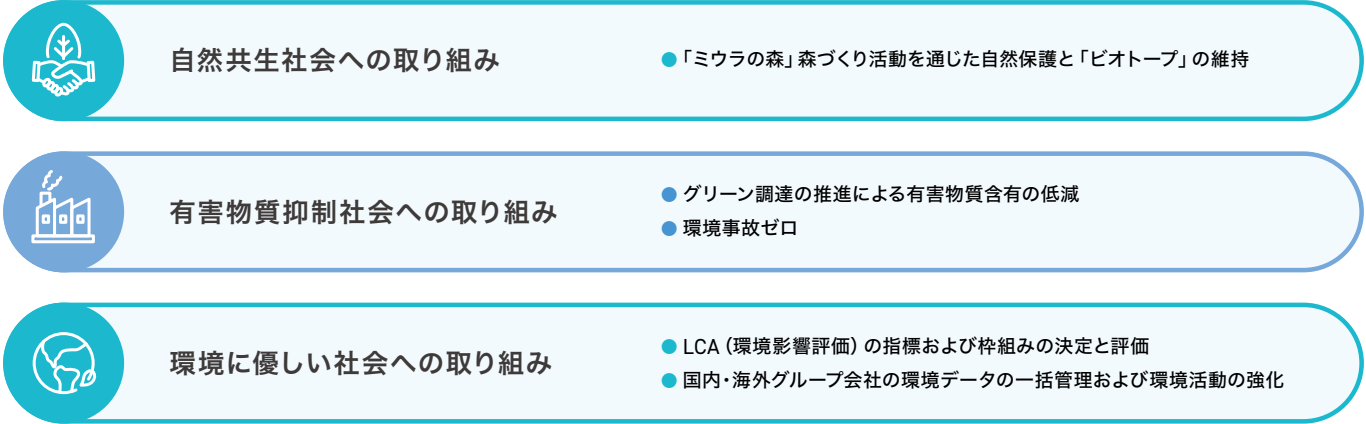 自然共生社会への取り組み
●「ミウラの森」森づくり活動を通じた自然保護と「ビオトープ」の維持
有害物質抑制社会への取り組み
● グリーン調達の推進による有害物質含有の低減
● 環境事故ゼロ
環境に優しい社会への取り組み
● LCA（環境影響評価）の指標および枠組みの決定と評価
● 国内・海外グループ会社の環境データの一括管理および環境活動の強化